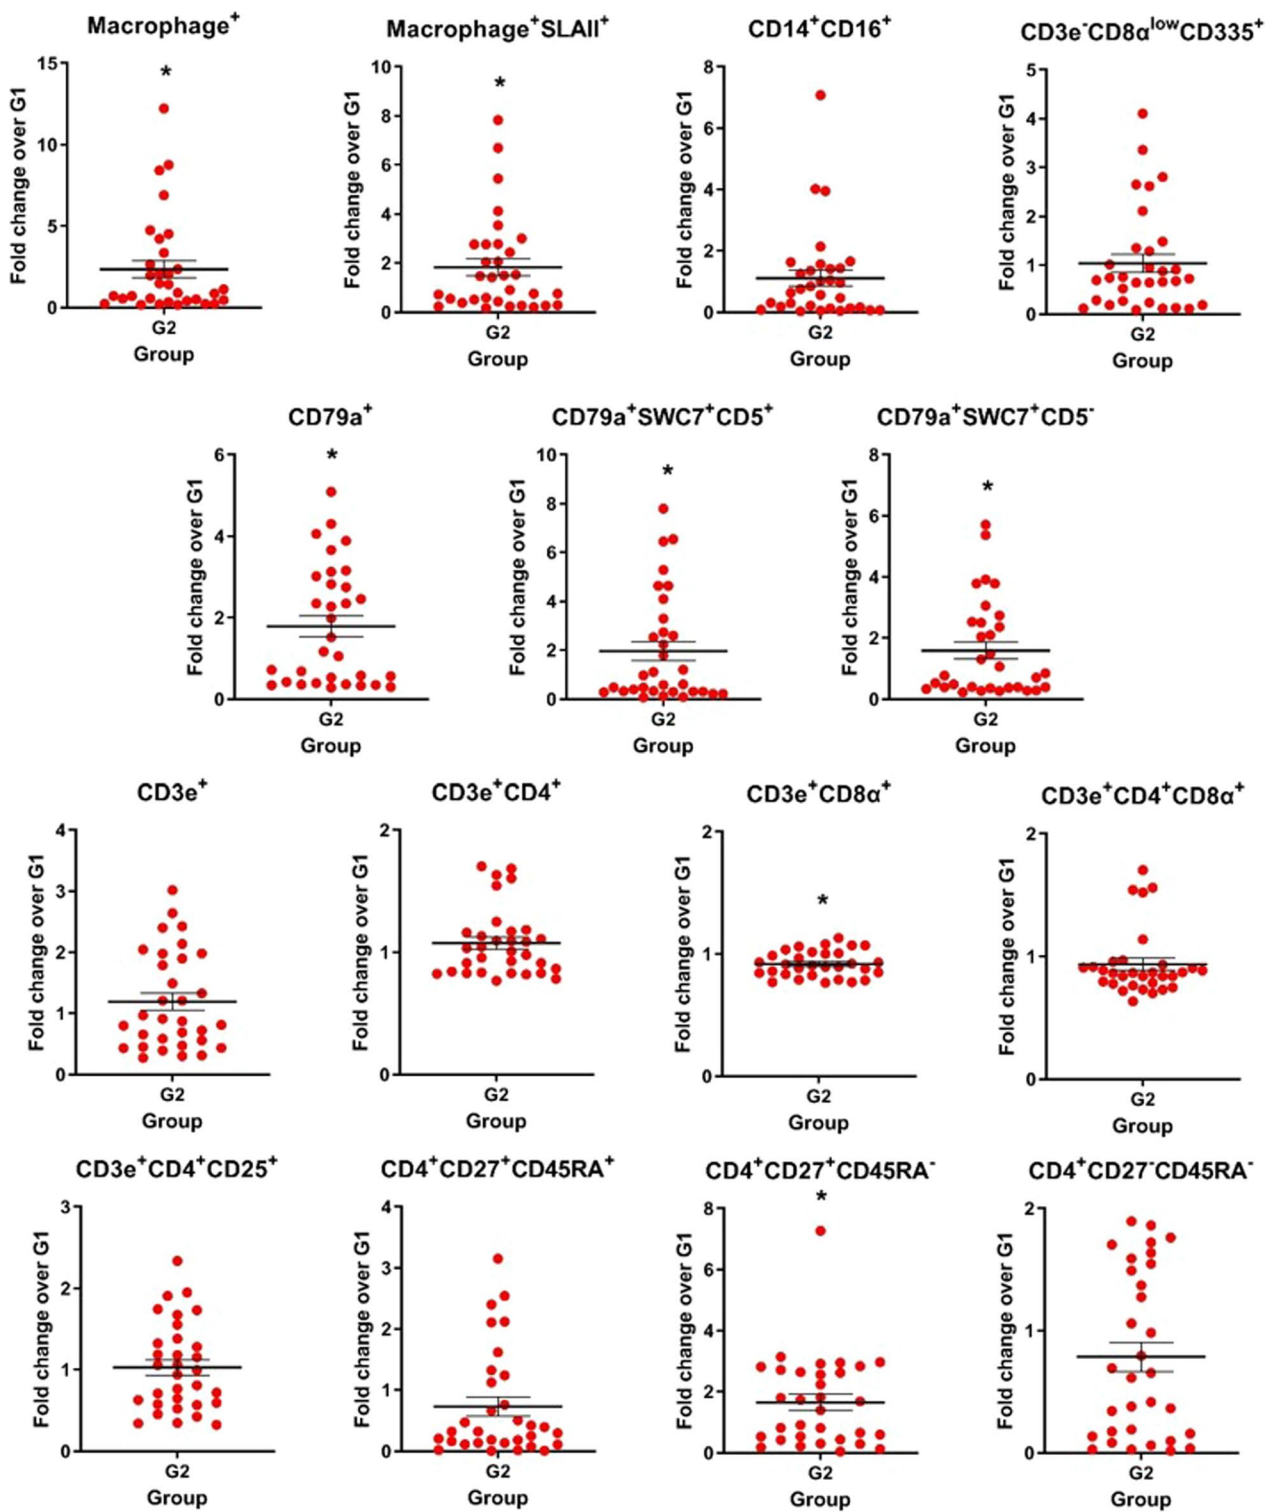 Macrophage⁺
Macrophage⁺SLAII⁺
CD14⁺CD16⁺
CD3e⁻CD8αˡᵒʷCD335⁺
*
*
Fold change over G1
Fold change over G1
Fold change over G1
Fold change over G1
15
10
5
0
10
8
6
4
2
0
8
6
4
2
0
5
4
3
2
1
0
G2
G2
G2
G2
Group
Group
Group
Group
CD79a⁺
CD79a⁺SWC7⁺CD5⁺
CD79a⁺SWC7⁺CD5⁻
*
*
*
Fold change over G1
Fold change over G1
Fold change over G1
6
4
2
0
10
8
6
4
2
0
8
6
4
2
0
G2
G2
G2
Group
Group
Group
CD3e⁺
CD3e⁺CD4⁺
CD3e⁺CD8α⁺
CD3e⁺CD4⁺CD8α⁺
*
Fold change over G1
Fold change over G1
Fold change over G1
Fold change over G1
4
3
2
1
0
2
1
0
2
1
0
2
1
0
G2
G2
G2
G2
Group
Group
Group
Group
CD3e⁺CD4⁺CD25⁺
CD4⁺CD27⁺CD45RA⁺
CD4⁺CD27⁺CD45RA⁻
CD4⁺CD27⁻CD45RA⁻
*
Fold change over G1
Fold change over G1
Fold change over G1
Fold change over G1
3
2
1
0
4
3
2
1
0
8
6
4
2
0
2
1
0
G2
G2
G2
G2
Group
Group
Group
Group